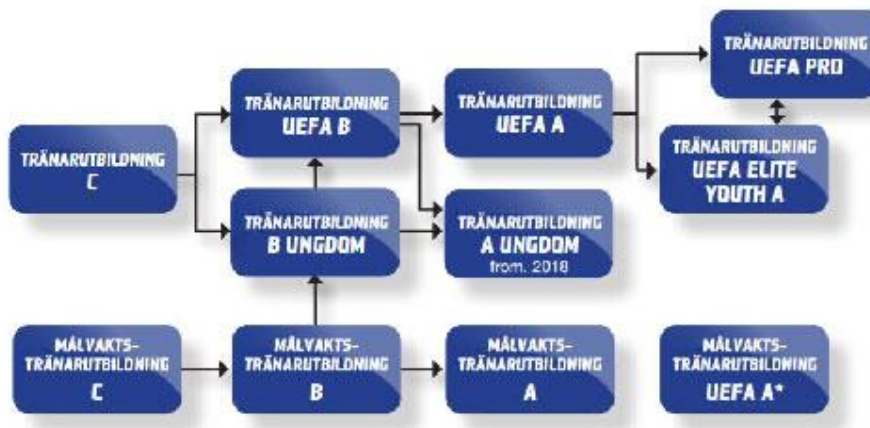 TRÄNARUTBILDNING
UEFA PRO
TRÄNARUTBILDNING
UEFA B
TRÄNARUTBILDNING
UEFA A
TRÄNARUTBILDNING
C
TRÄNARUTBILDNING
UEFA ELITE
YOUTH A
TRÄNARUTBILDNING
B UNGDOM
TRÄNARUTBILDNING
A UNGDOM
from. 2018
MÅLVAKTS-
TRÄNARUTBILDNING
C
MÅLVAKTS-
TRÄNARUTBILDNING
B
MÅLVAKTS-
TRÄNARUTBILDNING
A
MÅLVAKTS-
TRÄNARUTBILDNING
UEFA A*